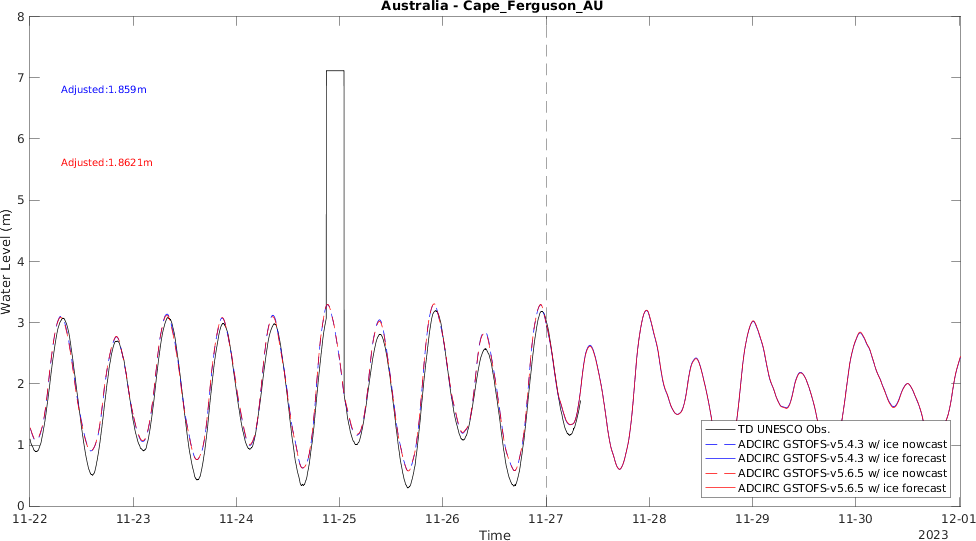 Australia - Cape_Ferguson_AU
8
7
6
5
4
3
2
1
0
Water Level (m)
Adjusted:1.859m
Adjusted:1.8621m
TD UNESCO Obs.
ADCIRC GSTOFS-v5.4.3 w/ ice nowcast
ADCIRC GSTOFS-v5.4.3 w/ ice forecast
ADCIRC GSTOFS-v5.6.5 w/ ice nowcast
ADCIRC GSTOFS-v5.6.5 w/ ice forecast
11-22 11-23 11-24 11-25 11-26 11-27 11-28 11-29 11-30 12-01
Time
2023